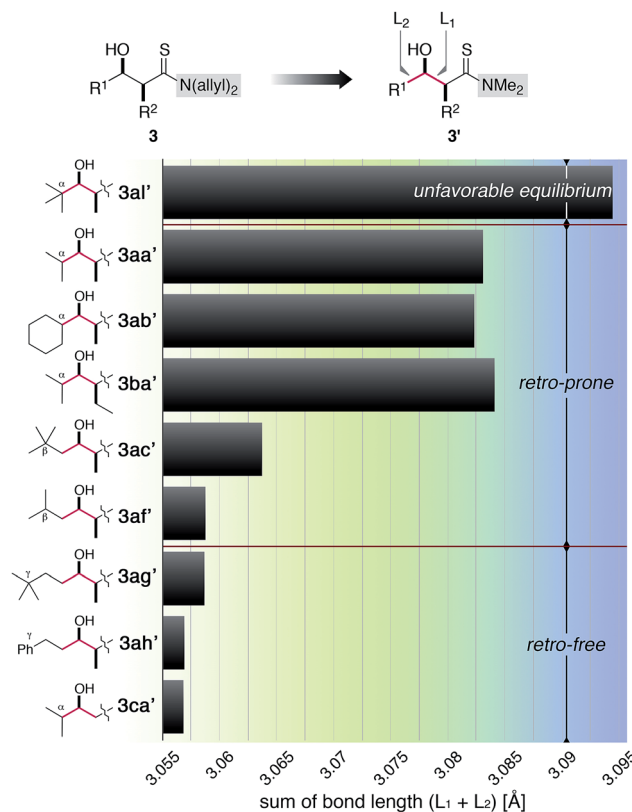 L₂ L₁
HO S HO S
R¹ N(allyl)₂ R¹ NMe₂
R² R²
3 3'
OH
α 3al’ unfavorable equilibrium
OH
α 3aa’
OH
α 3ab’
OH
α 3ba’ retro-prone
OH
β 3ac’
OH
β 3af’
OH
γ 3ag’
OH
γ
Ph 3ah’ retro-free
OH
α 3ca’
3.055 3.06 3.065 3.07 3.075 3.08 3.085 3.09 3.095
sum of bond length (L₁ + L₂) [Å]